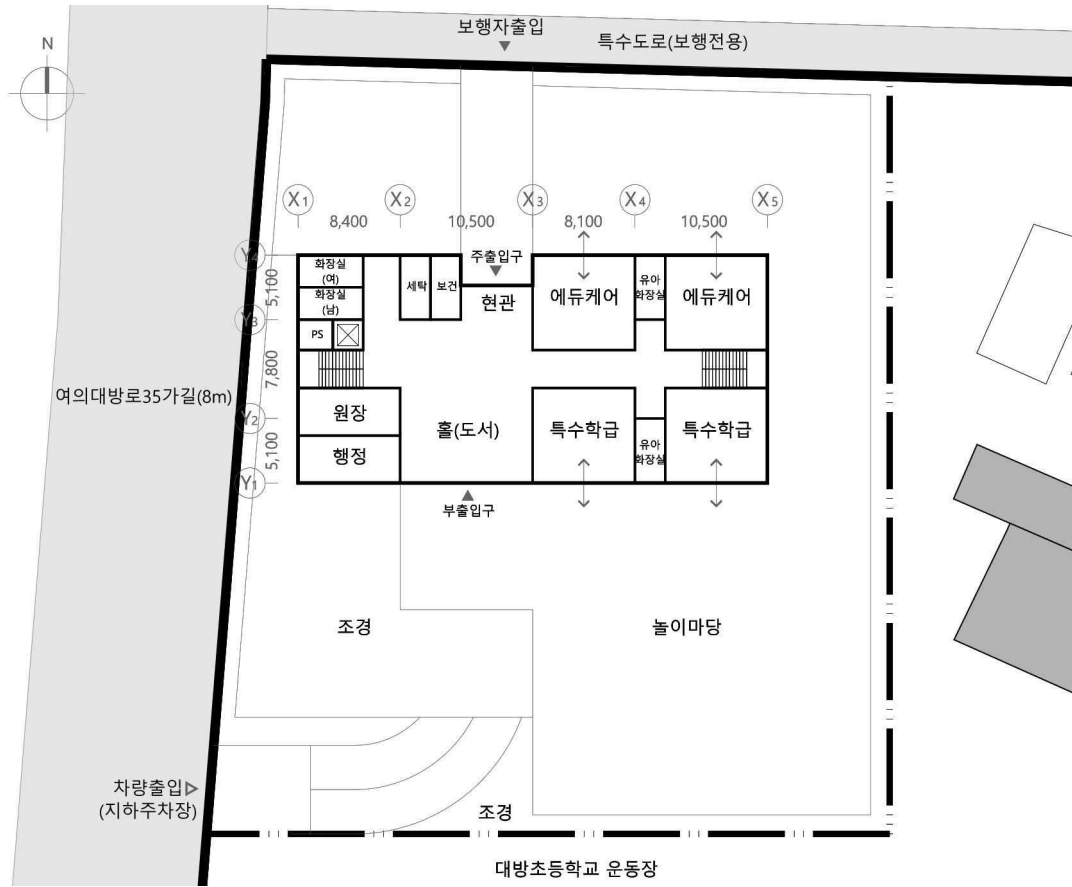 보행자출입
특수도로(보행전용)
N
X1
X2
X3
X4
X5
8,400
10,500
8,100
10,500
Y4
5,100
Y3
7,800
Y2
5,100
Y1
화장실
(여)
화장실
(남)
PS
세탁
보건
주출입구
현관
에듀케어
유아
화장실
에듀케어
여의대방로35가길(8m)
원장
행정
홀(도서)
특수학급
유아
화장실
특수학급
부출입구
조경
놀이마당
차량출입
(지하주차장)
조경
대방초등학교 운동장